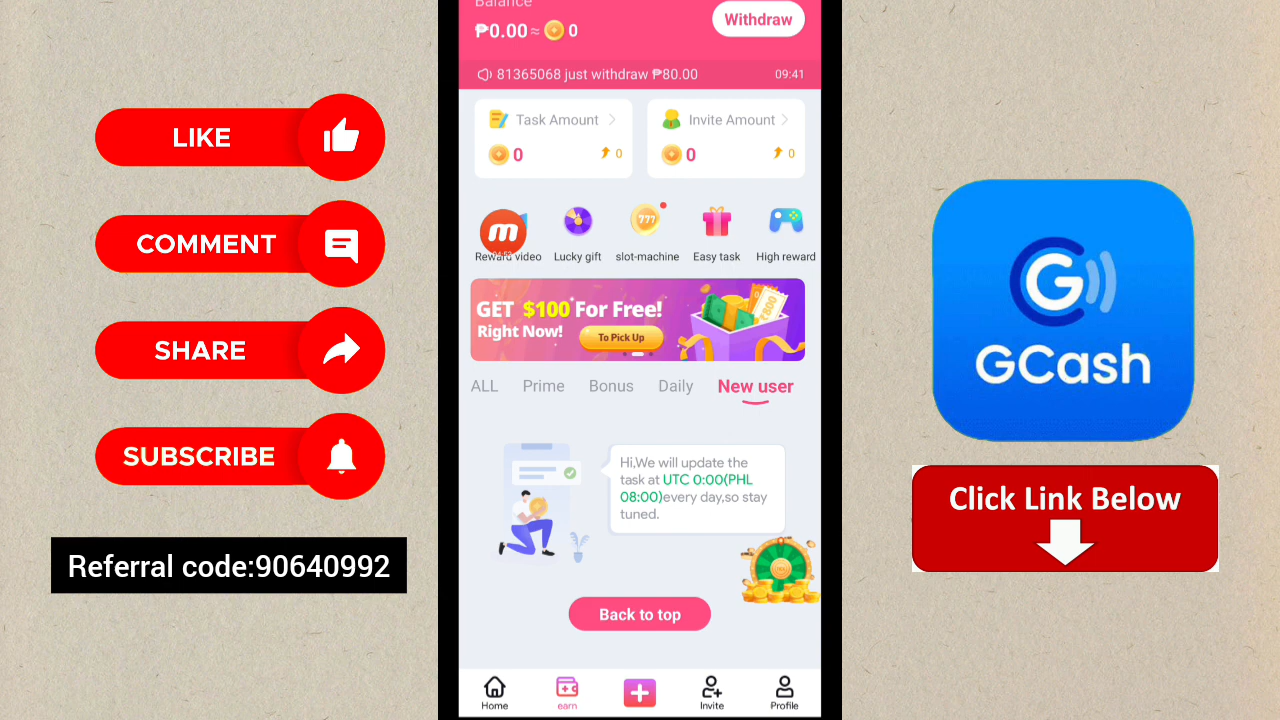 LIKE
COMMENT
SHARE
SUBSCRIBE
Referral code:90640992
Balance
₱0.00 ≈ 0
Withdraw
81365068 just withdraw ₱80.00
09:41
Task Amount
0
0
Invite Amount
0
0
777
m
Reward video
Lucky gift
slot-machine
Easy task
High reward
GET $100 For Free!
Right Now!
To Pick Up
₹800
ALL
Prime
Bonus
Daily
New user
Hi,We will update the
task at UTC 0:00(PHL
08:00)every day,so stay
tuned.
Back to top
Home
earn
Invite
Profile
G
GCash
Click Link Below